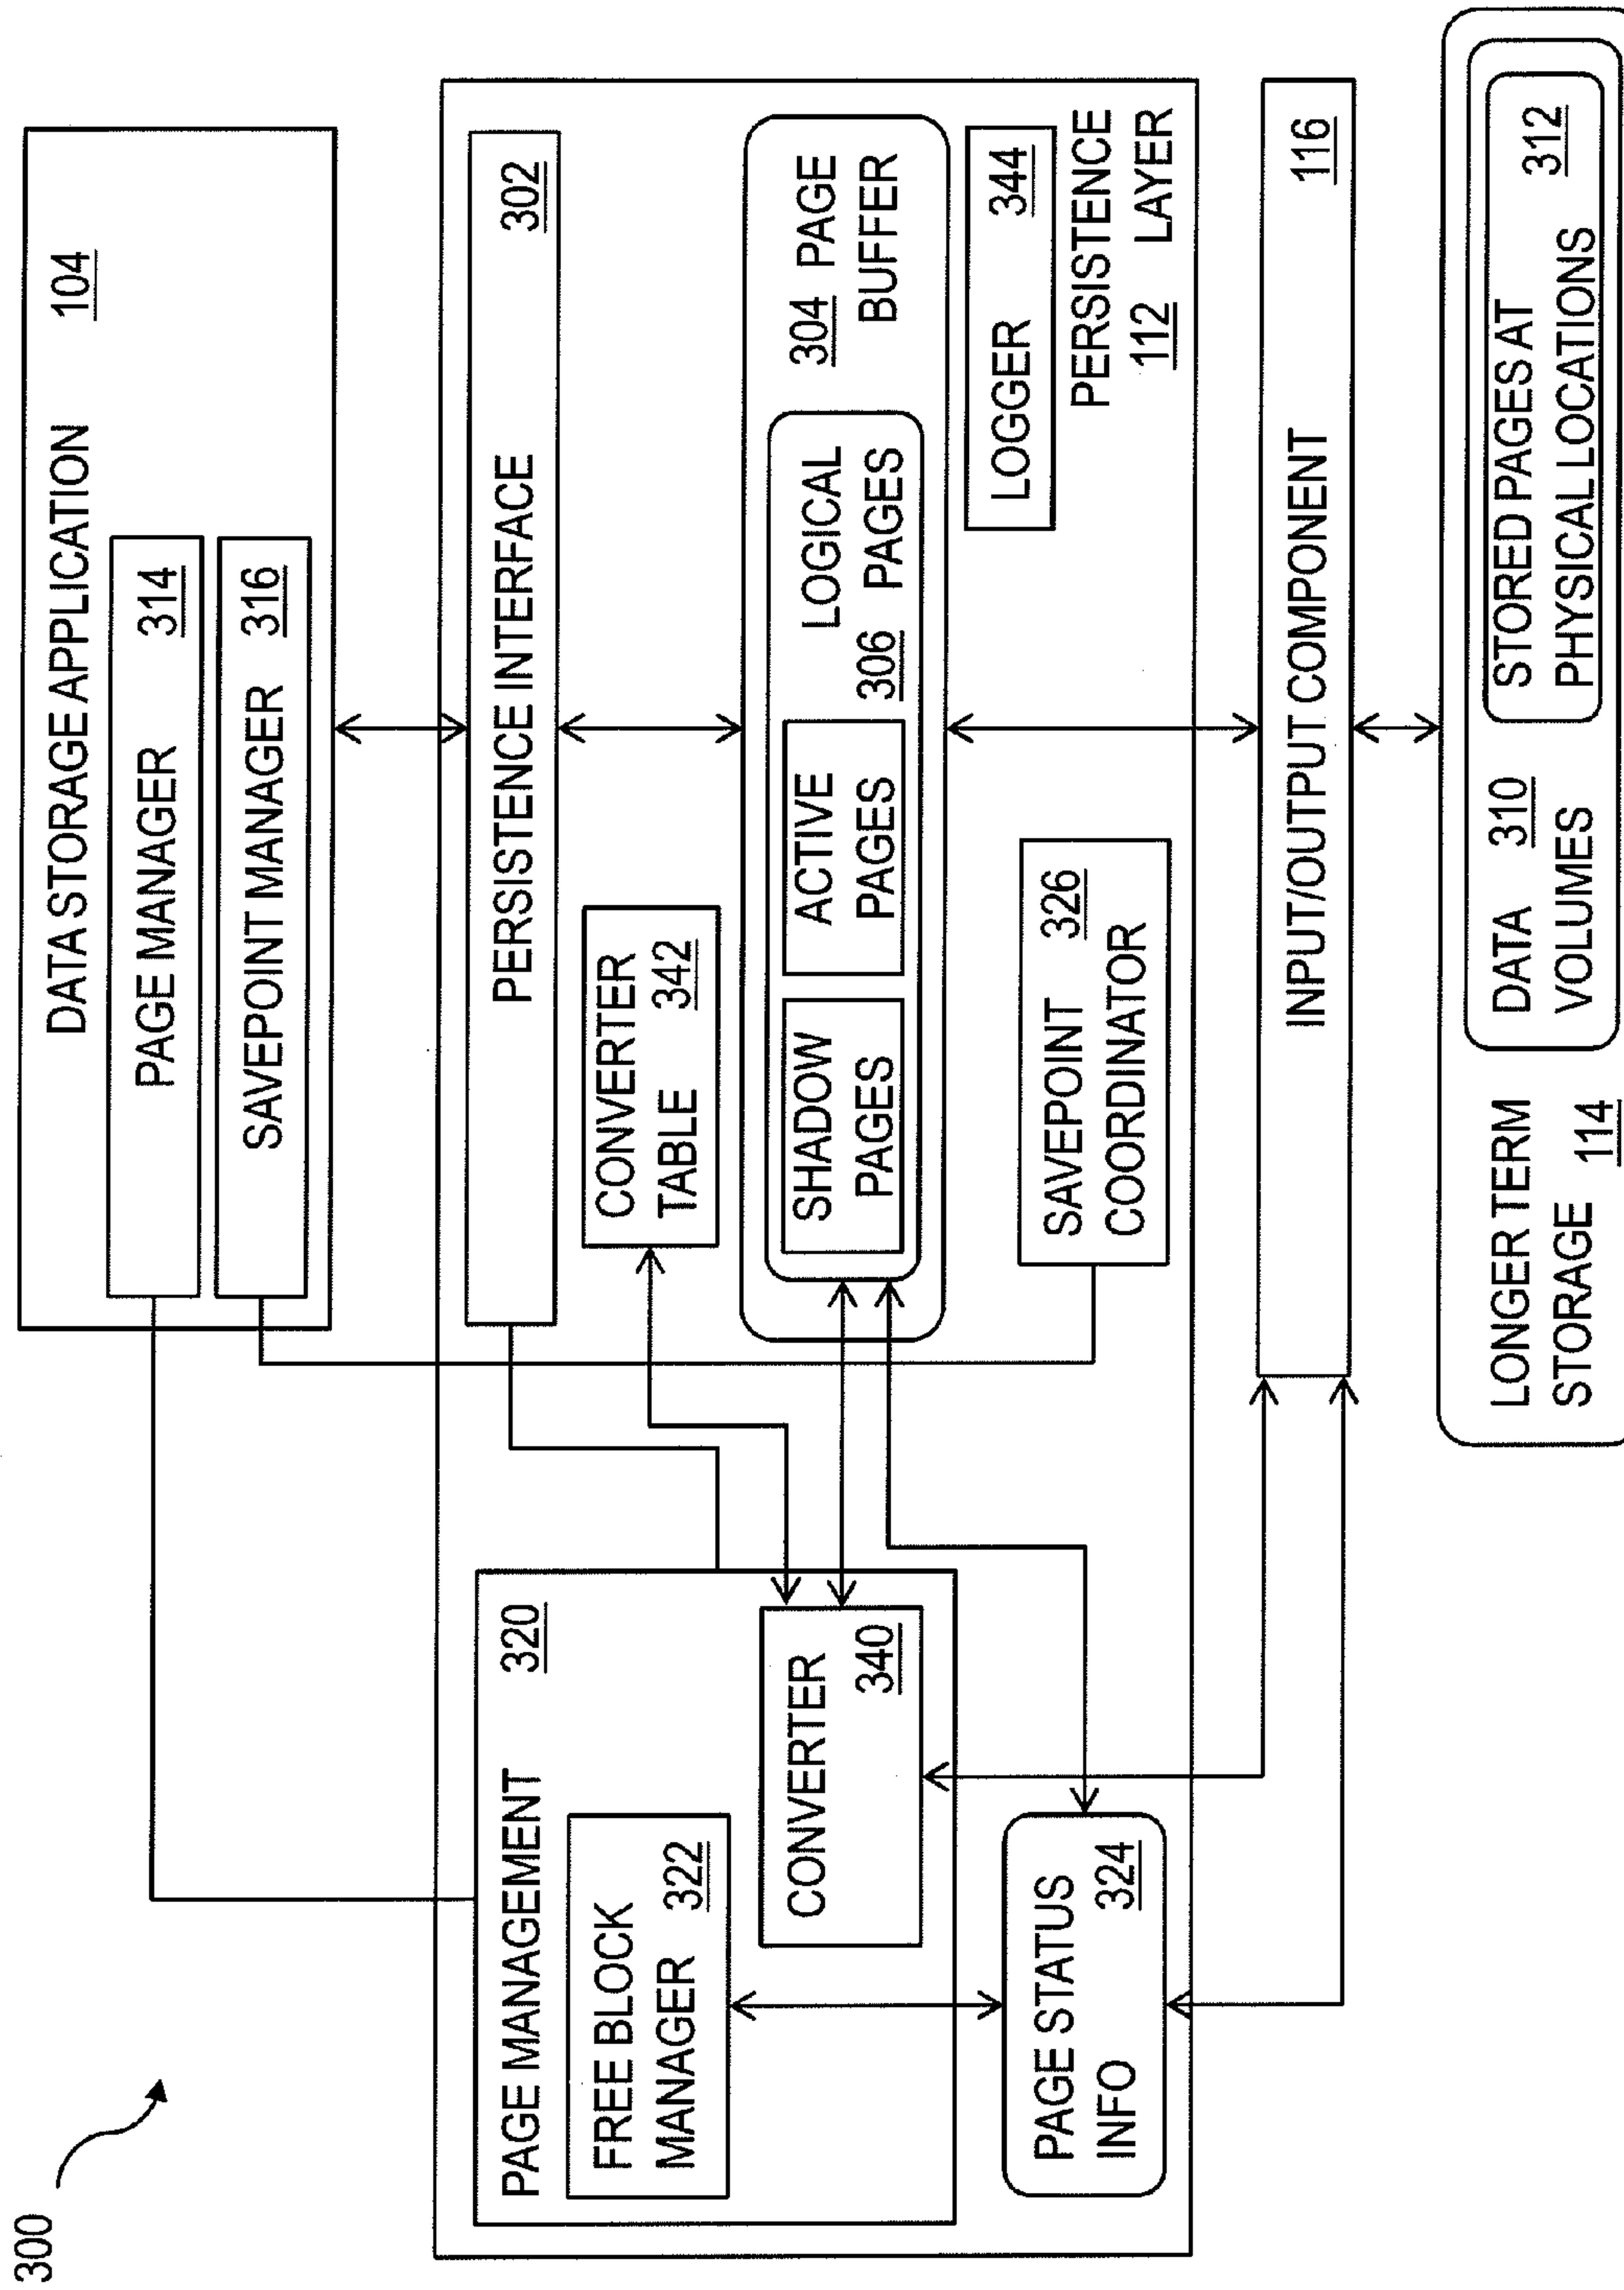 300
DATA STORAGE APPLICATION 104
PAGE MANAGER 314
SAVEPOINT MANAGER 316
PERSISTENCE INTERFACE 302
PAGE MANAGEMENT 320
FREE BLOCK
MANAGER 322
CONVERTER
340
CONVERTER
TABLE 342
304 PAGE
BUFFER
LOGICAL
306 PAGES
SHADOW
PAGES
ACTIVE
PAGES
PAGE STATUS
INFO 324
SAVEPOINT 326
COORDINATOR
LOGGER 344
PERSISTENCE
112 LAYER
INPUT/OUTPUT COMPONENT 116
LONGER TERM
STORAGE 114
DATA 310
VOLUMES
STORED PAGES AT
PHYSICAL LOCATIONS 312